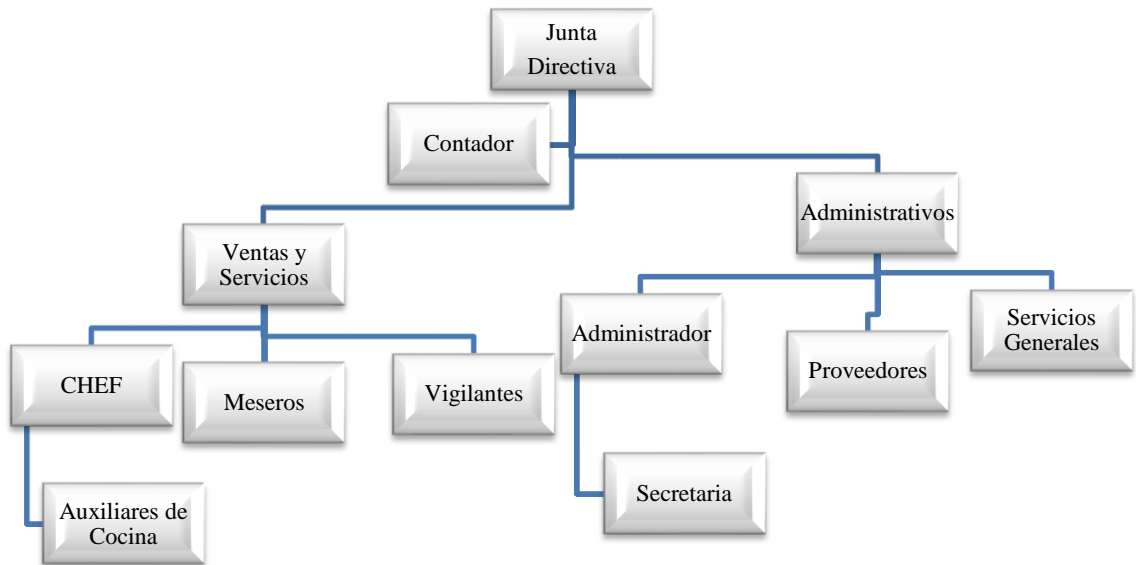 Junta
Directiva
Contador
Administrativos
Ventas y
Servicios
Administrador
Servicios
Generales
CHEF
Meseros
Vigilantes
Proveedores
Secretaria
Auxiliares de
Cocina